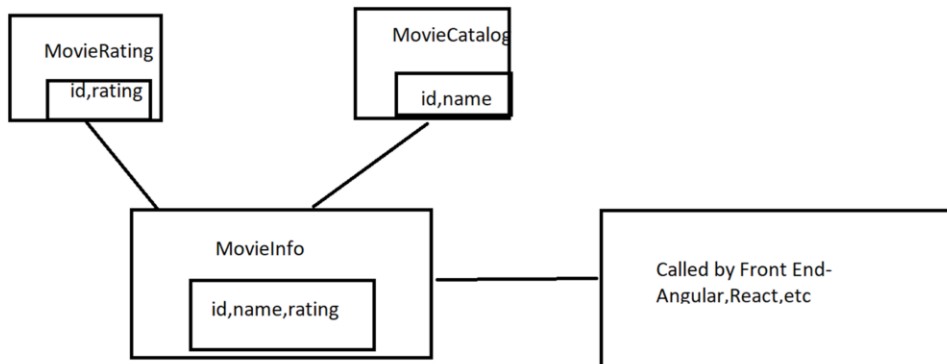 MovieRating
id,rating
MovieCatalog
id,name
MovieInfo
id,name,rating
Called by Front End-
Angular,React,etc